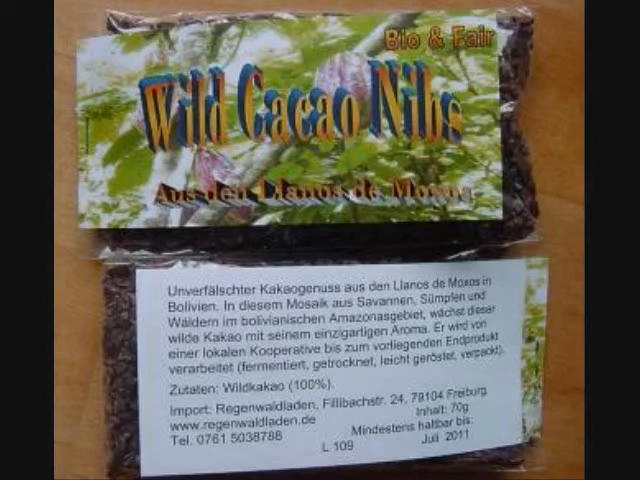 Bio & Fair
Wild Cacao Nibs
Aus den Llanos de Moxos
Unverfälschter Kakaogenuss aus den Llanos de Moxos in
Bolivien. In diesem Mosaik aus Savannen, Sümpfen und
Wäldern im bolivianischen Amazonasgebiet, wächst dieser
wilde Kakao mit seinem einzigartigen Aroma. Er wird von
einer lokalen Kooperative bis zum vorliegenden Endprodukt
verarbeitet (fermentiert, getrocknet, leicht geröstet, verpackt).
Zutaten: Wildkakao (100%).
Import: Regenwaldladen, Fillibachstr. 24, 79104 Freiburg,
www.regenwaldladen.de Inhalt: 70g
Tel. 0761 5038788 Mindestens haltbar bis:
L 109 Juli 2011